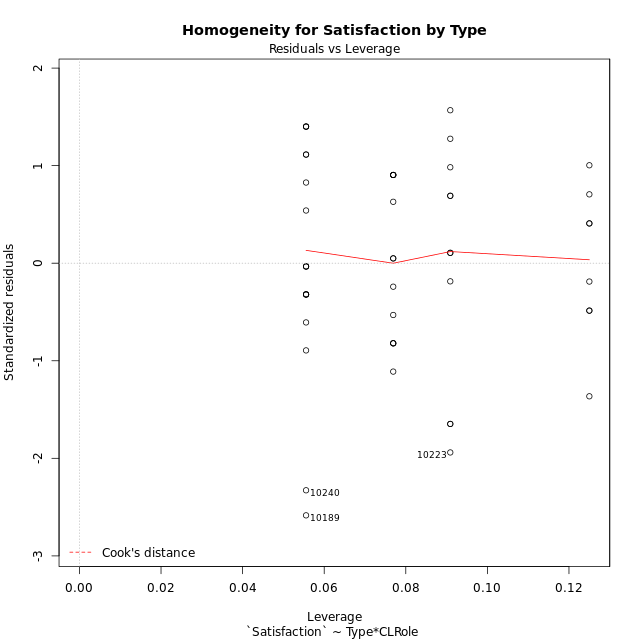 Homogeneity for Satisfaction by Type
Residuals vs Leverage
Standardized residuals
2
1
0
-1
-2
-3
10223
10240
10189
Cook's distance
0.00 0.02 0.04 0.06 0.08 0.10 0.12
Leverage
`Satisfaction` ~ Type*CLRole